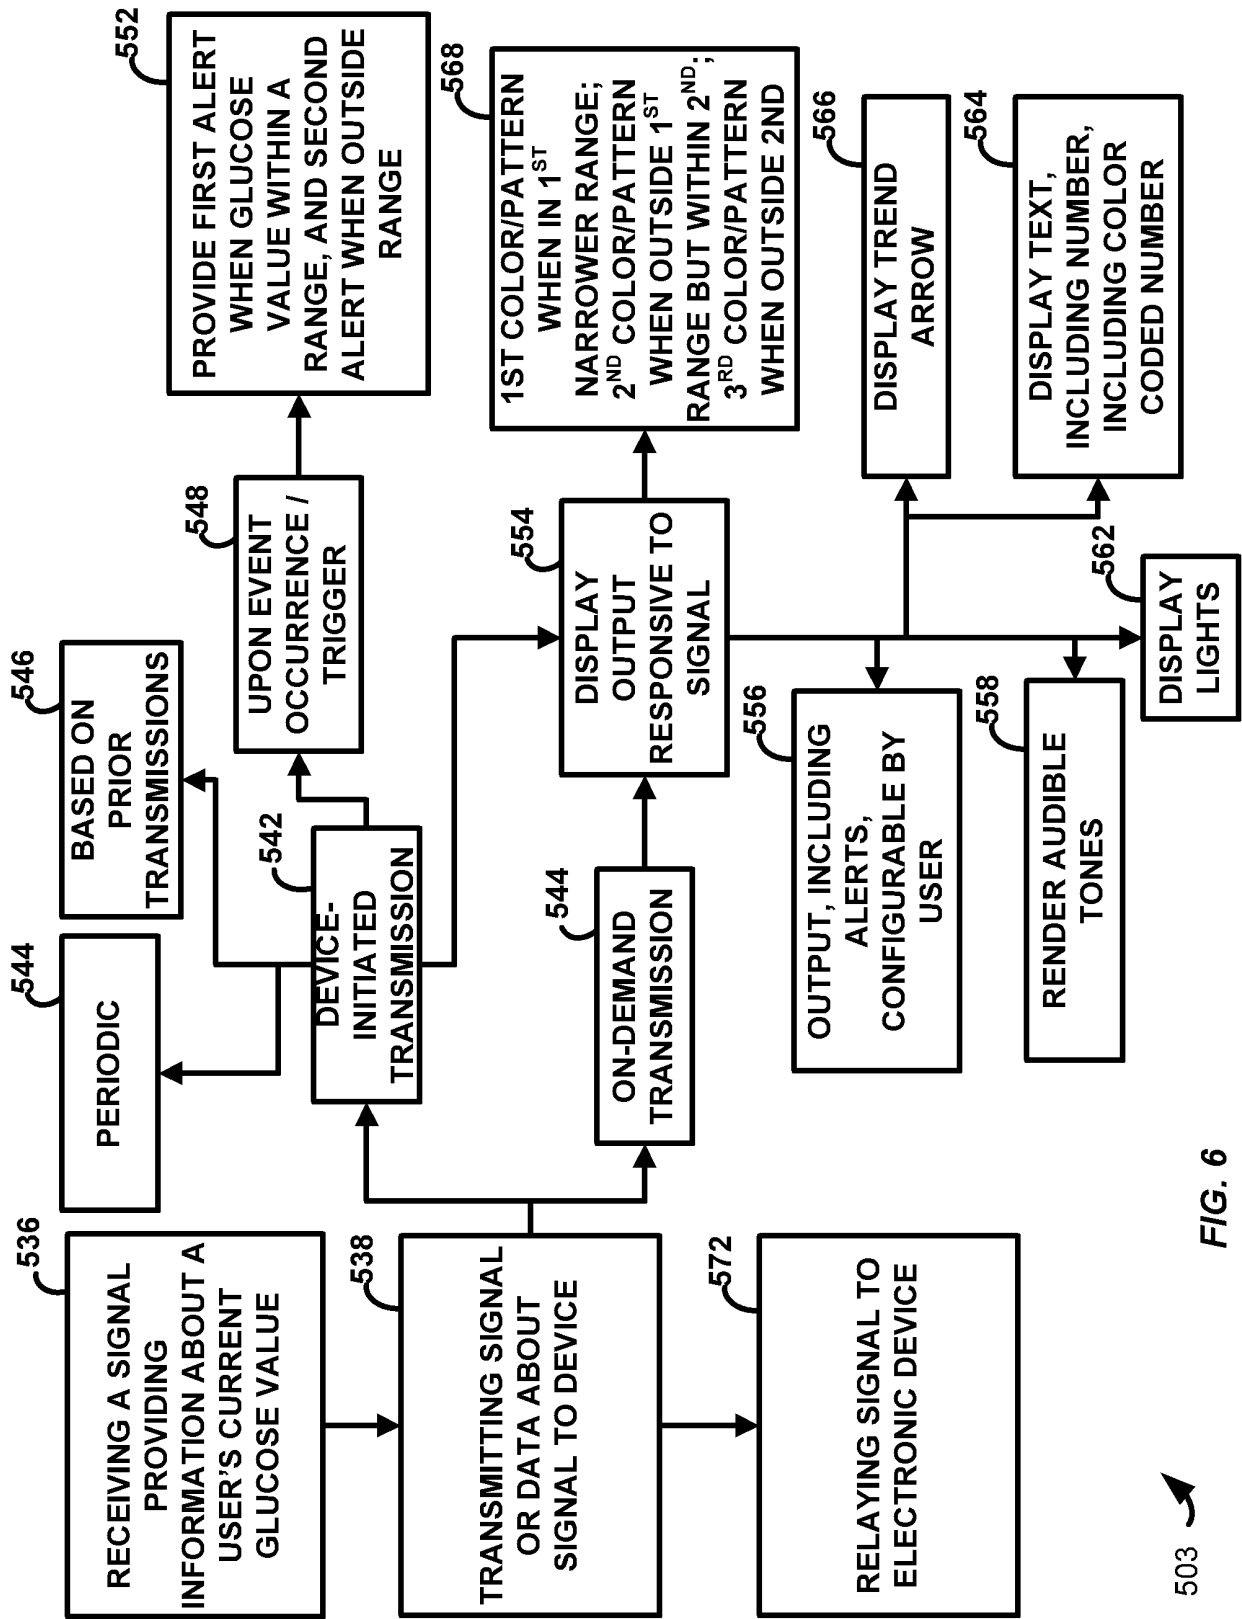 536
RECEIVING A SIGNAL
PROVIDING
INFORMATION ABOUT A
USER'S CURRENT
GLUCOSE VALUE
538
TRANSMITTING SIGNAL
OR DATA ABOUT
SIGNAL TO DEVICE
572
RELAYING SIGNAL TO
ELECTRONIC DEVICE
544
PERIODIC
546
BASED ON
PRIOR
TRANSMISSIONS
542
DEVICE-
INITIATED
TRANSMISSION
544
ON-DEMAND
TRANSMISSION
548
UPON EVENT
OCCURRENCE /
TRIGGER
552
PROVIDE FIRST ALERT
WHEN GLUCOSE
VALUE WITHIN A
RANGE, AND SECOND
ALERT WHEN OUTSIDE
RANGE
554
DISPLAY
OUTPUT
RESPONSIVE TO
SIGNAL
568
1ST COLOR/PATTERN
WHEN IN 1ST
NARROWER RANGE;
2ND COLOR/PATTERN
WHEN OUTSIDE 1ST
RANGE BUT WITHIN 2ND;
3RD COLOR/PATTERN
WHEN OUTSIDE 2ND
556
OUTPUT, INCLUDING
ALERTS,
CONFIGURABLE BY
USER
558
RENDER AUDIBLE
TONES
562
DISPLAY
LIGHTS
566
DISPLAY TREND
ARROW
564
DISPLAY TEXT,
INCLUDING NUMBER,
INCLUDING COLOR
CODED NUMBER
503
FIG. 6